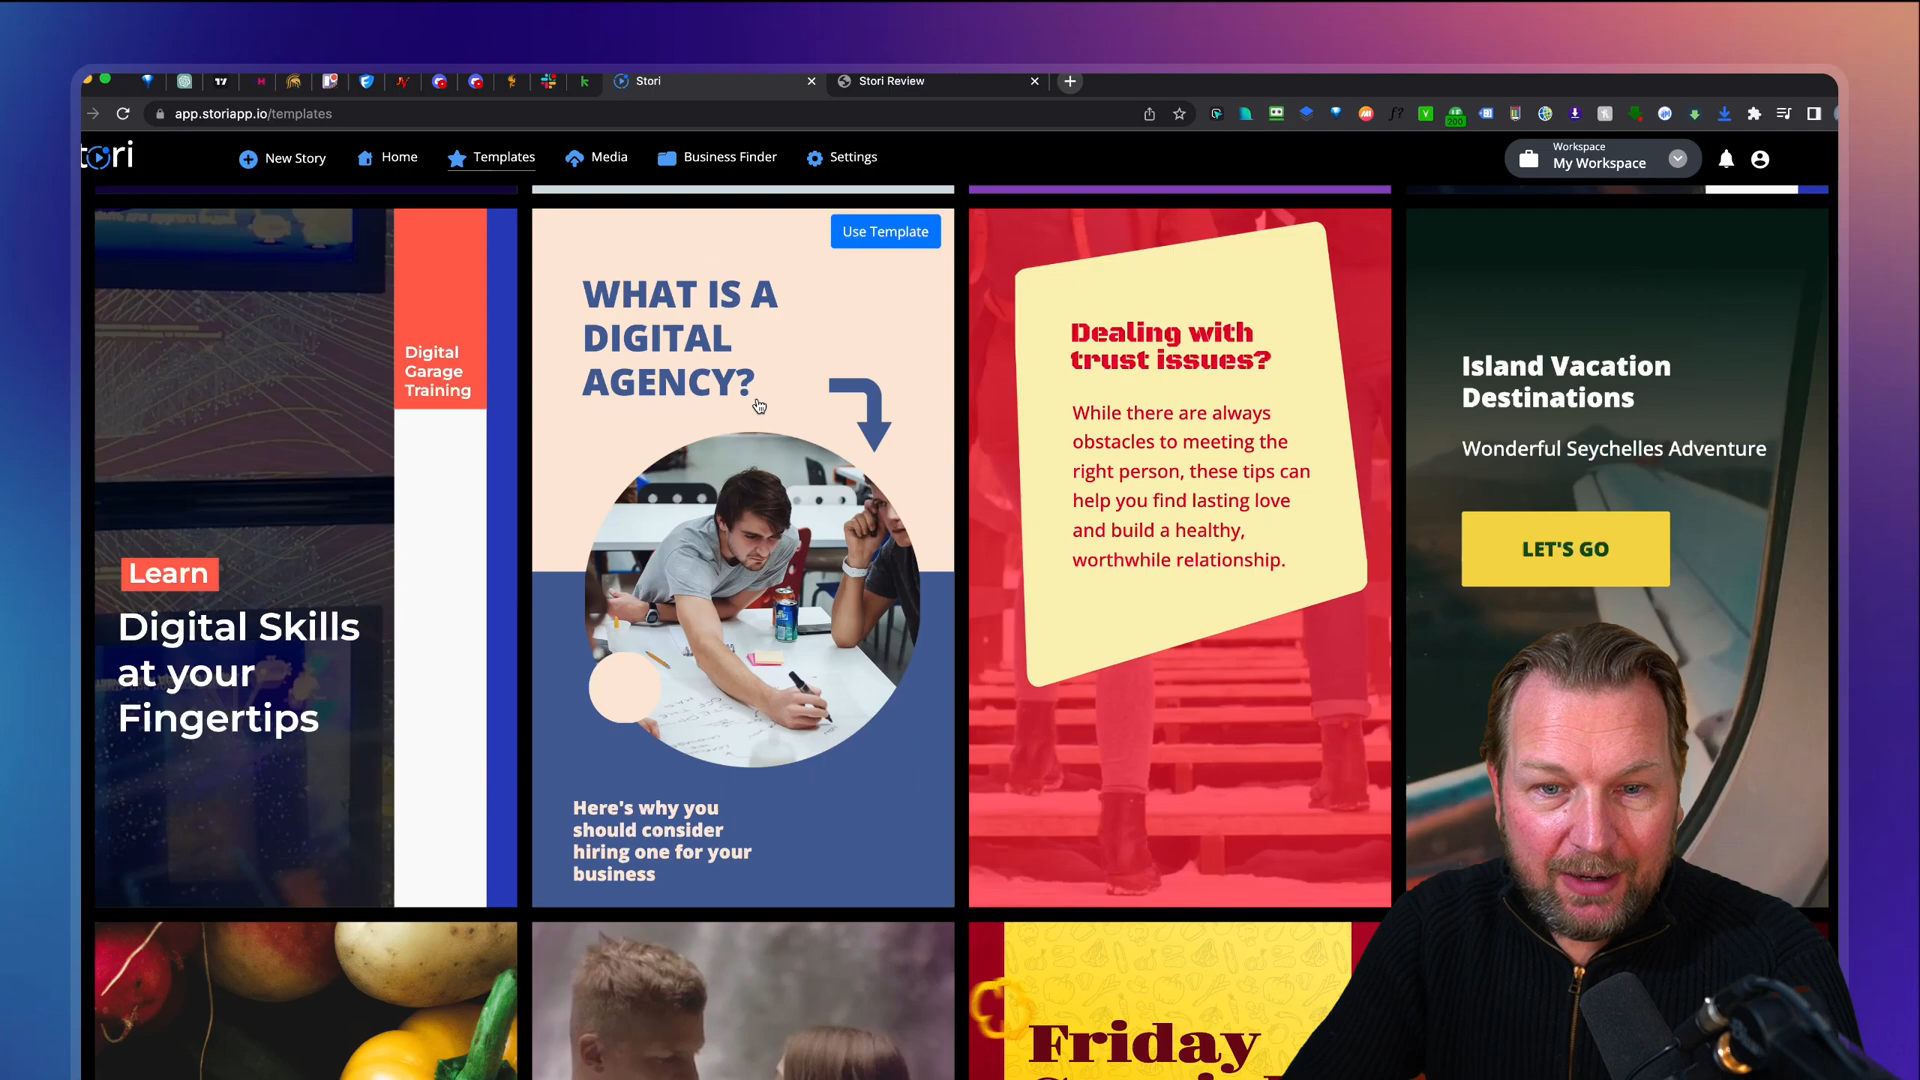 Stori
Stori Review
app.storiapp.io/templates
200
tori
New Story
Home
Templates
Media
Business Finder
Settings
Workspace
My Workspace
Use Template
Digital
Garage
Training
Learn
Digital Skills
at your
Fingertips
WHAT IS A
DIGITAL
AGENCY?
Here's why you
should consider
hiring one for your
business
Dealing with
trust issues?
While there are always
obstacles to meeting the
right person, these tips can
help you find lasting love
and build a healthy,
worthwhile relationship.
Island Vacation
Destinations
Wonderful Seychelles Adventure
LET'S GO
Friday